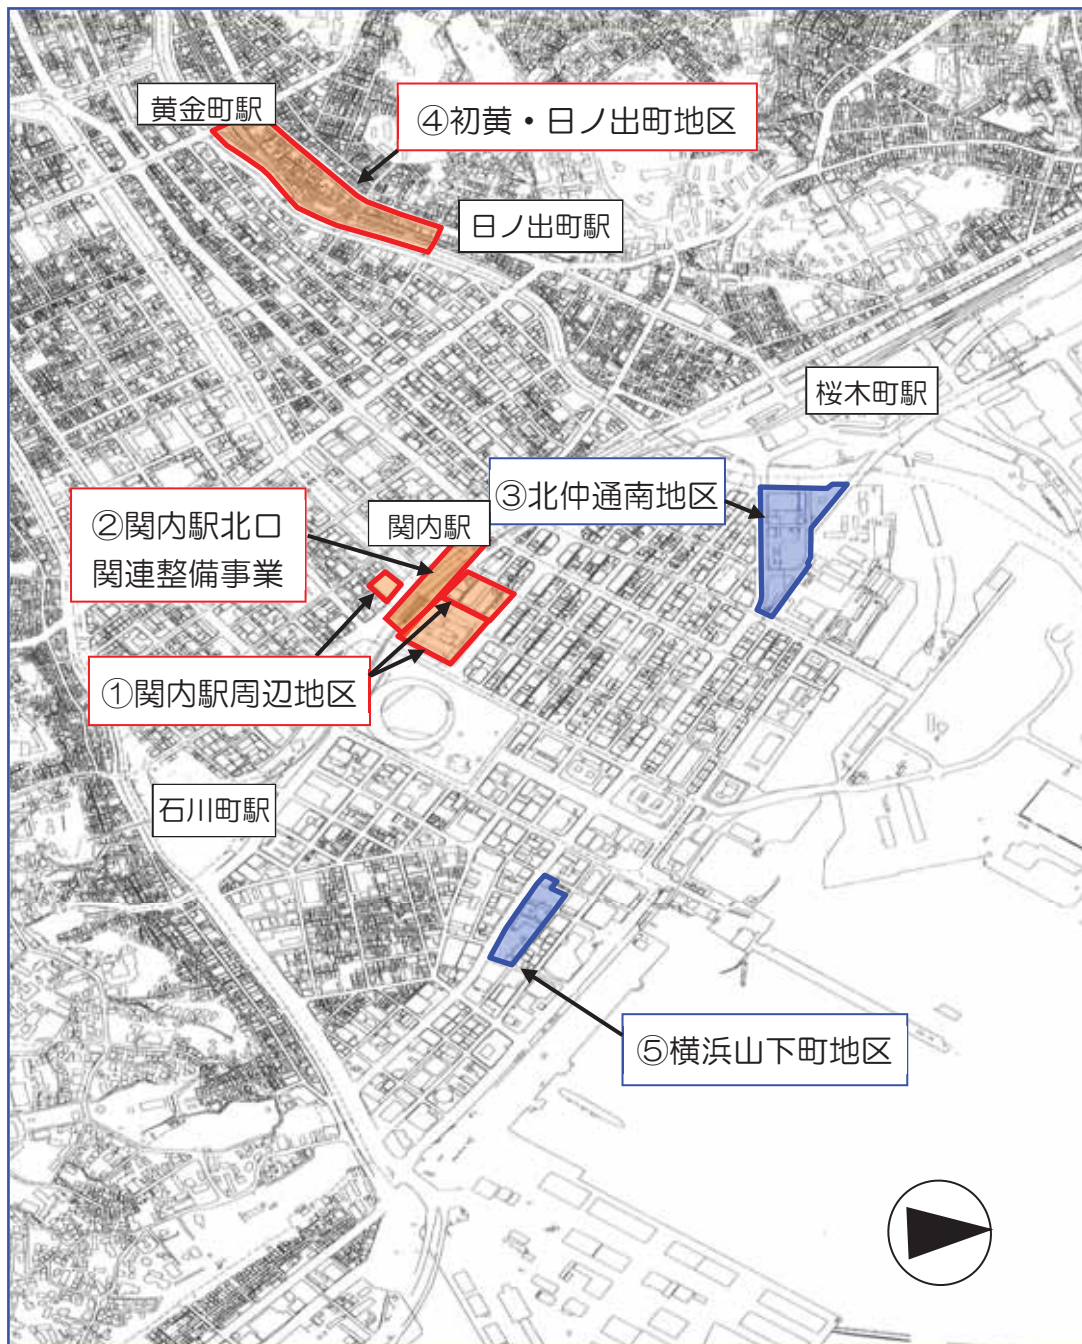 黄金町駅
④初黄・日ノ出町地区
日ノ出町駅
桜木町駅
③北仲通南地区
②関内駅北口
関連整備事業
関内駅
①関内駅周辺地区
石川町駅
⑤横浜山下町地区